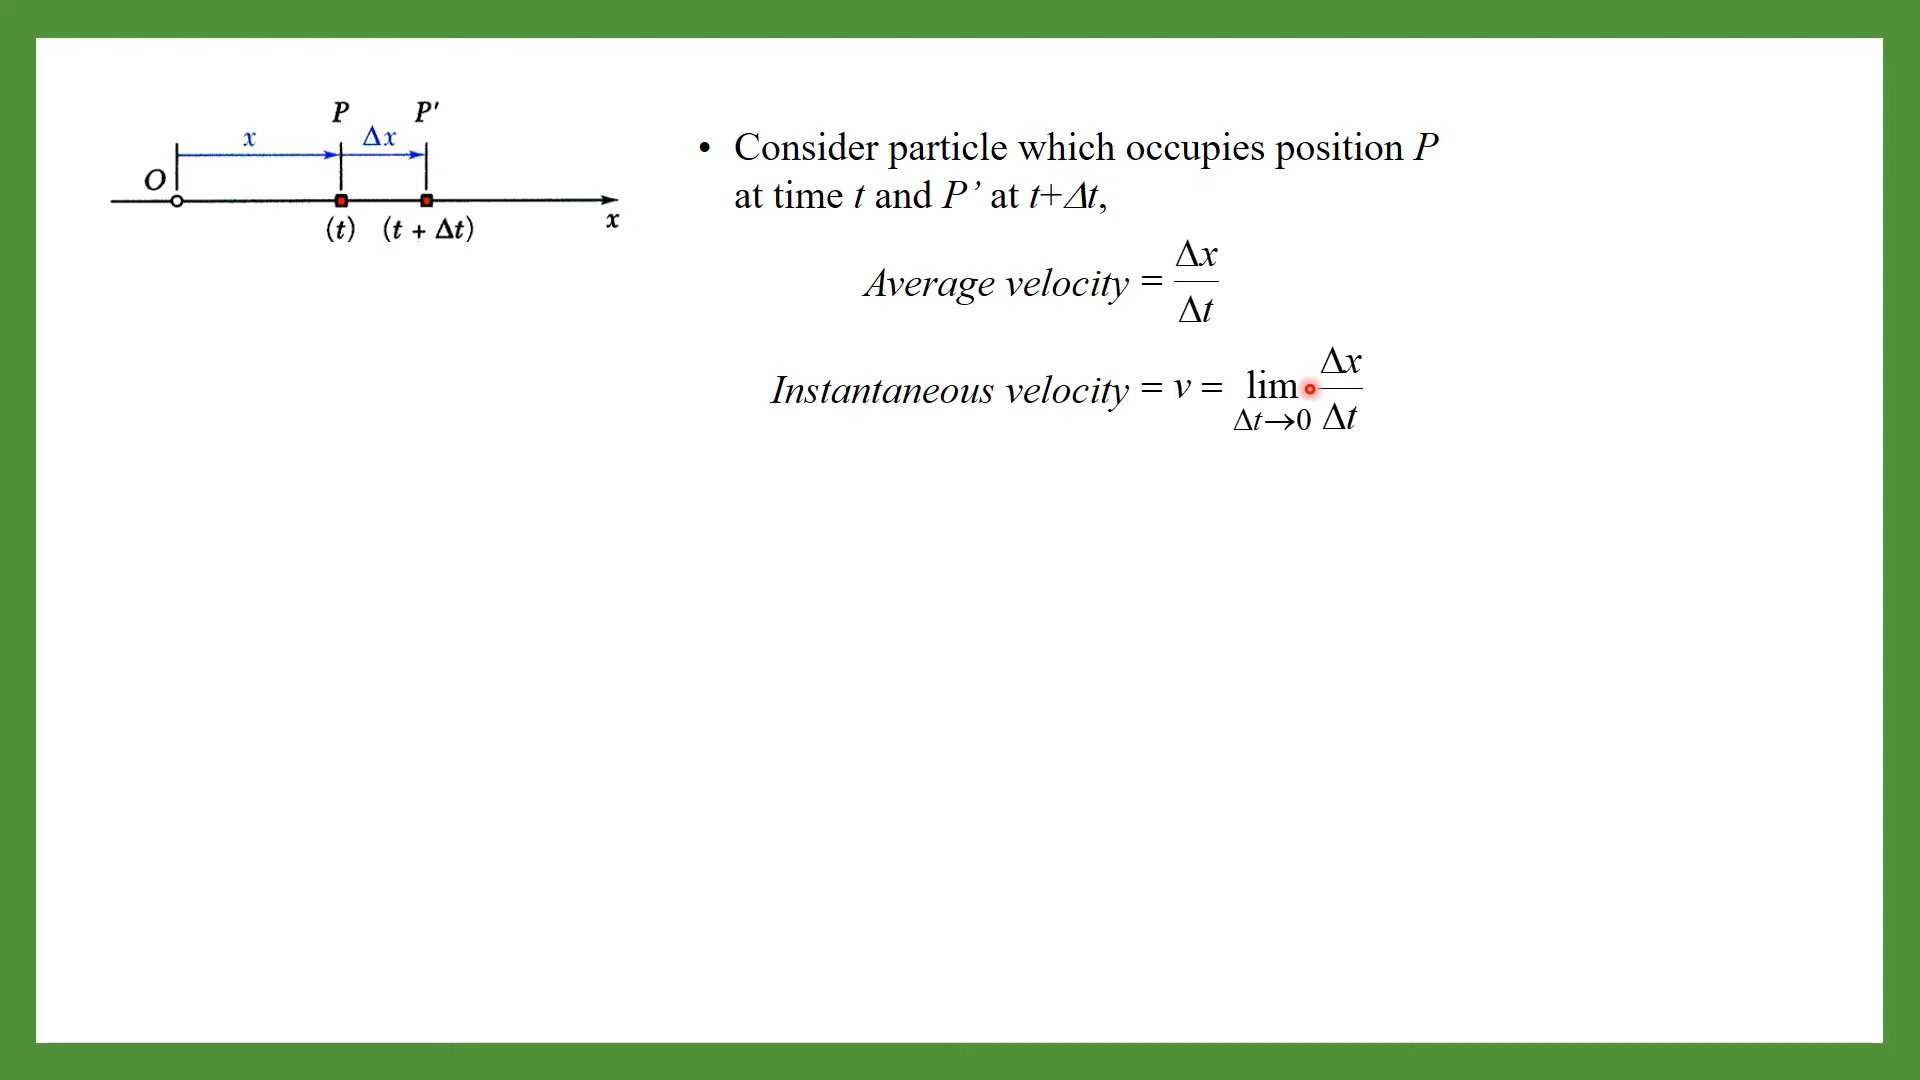 P P'
x Δx
O
(t) (t + Δt) x
• Consider particle which occupies position P
at time t and P’ at t+Δt,
Average velocity = Δx/Δt
Instantaneous velocity = v = lim Δt→0 Δx/Δt